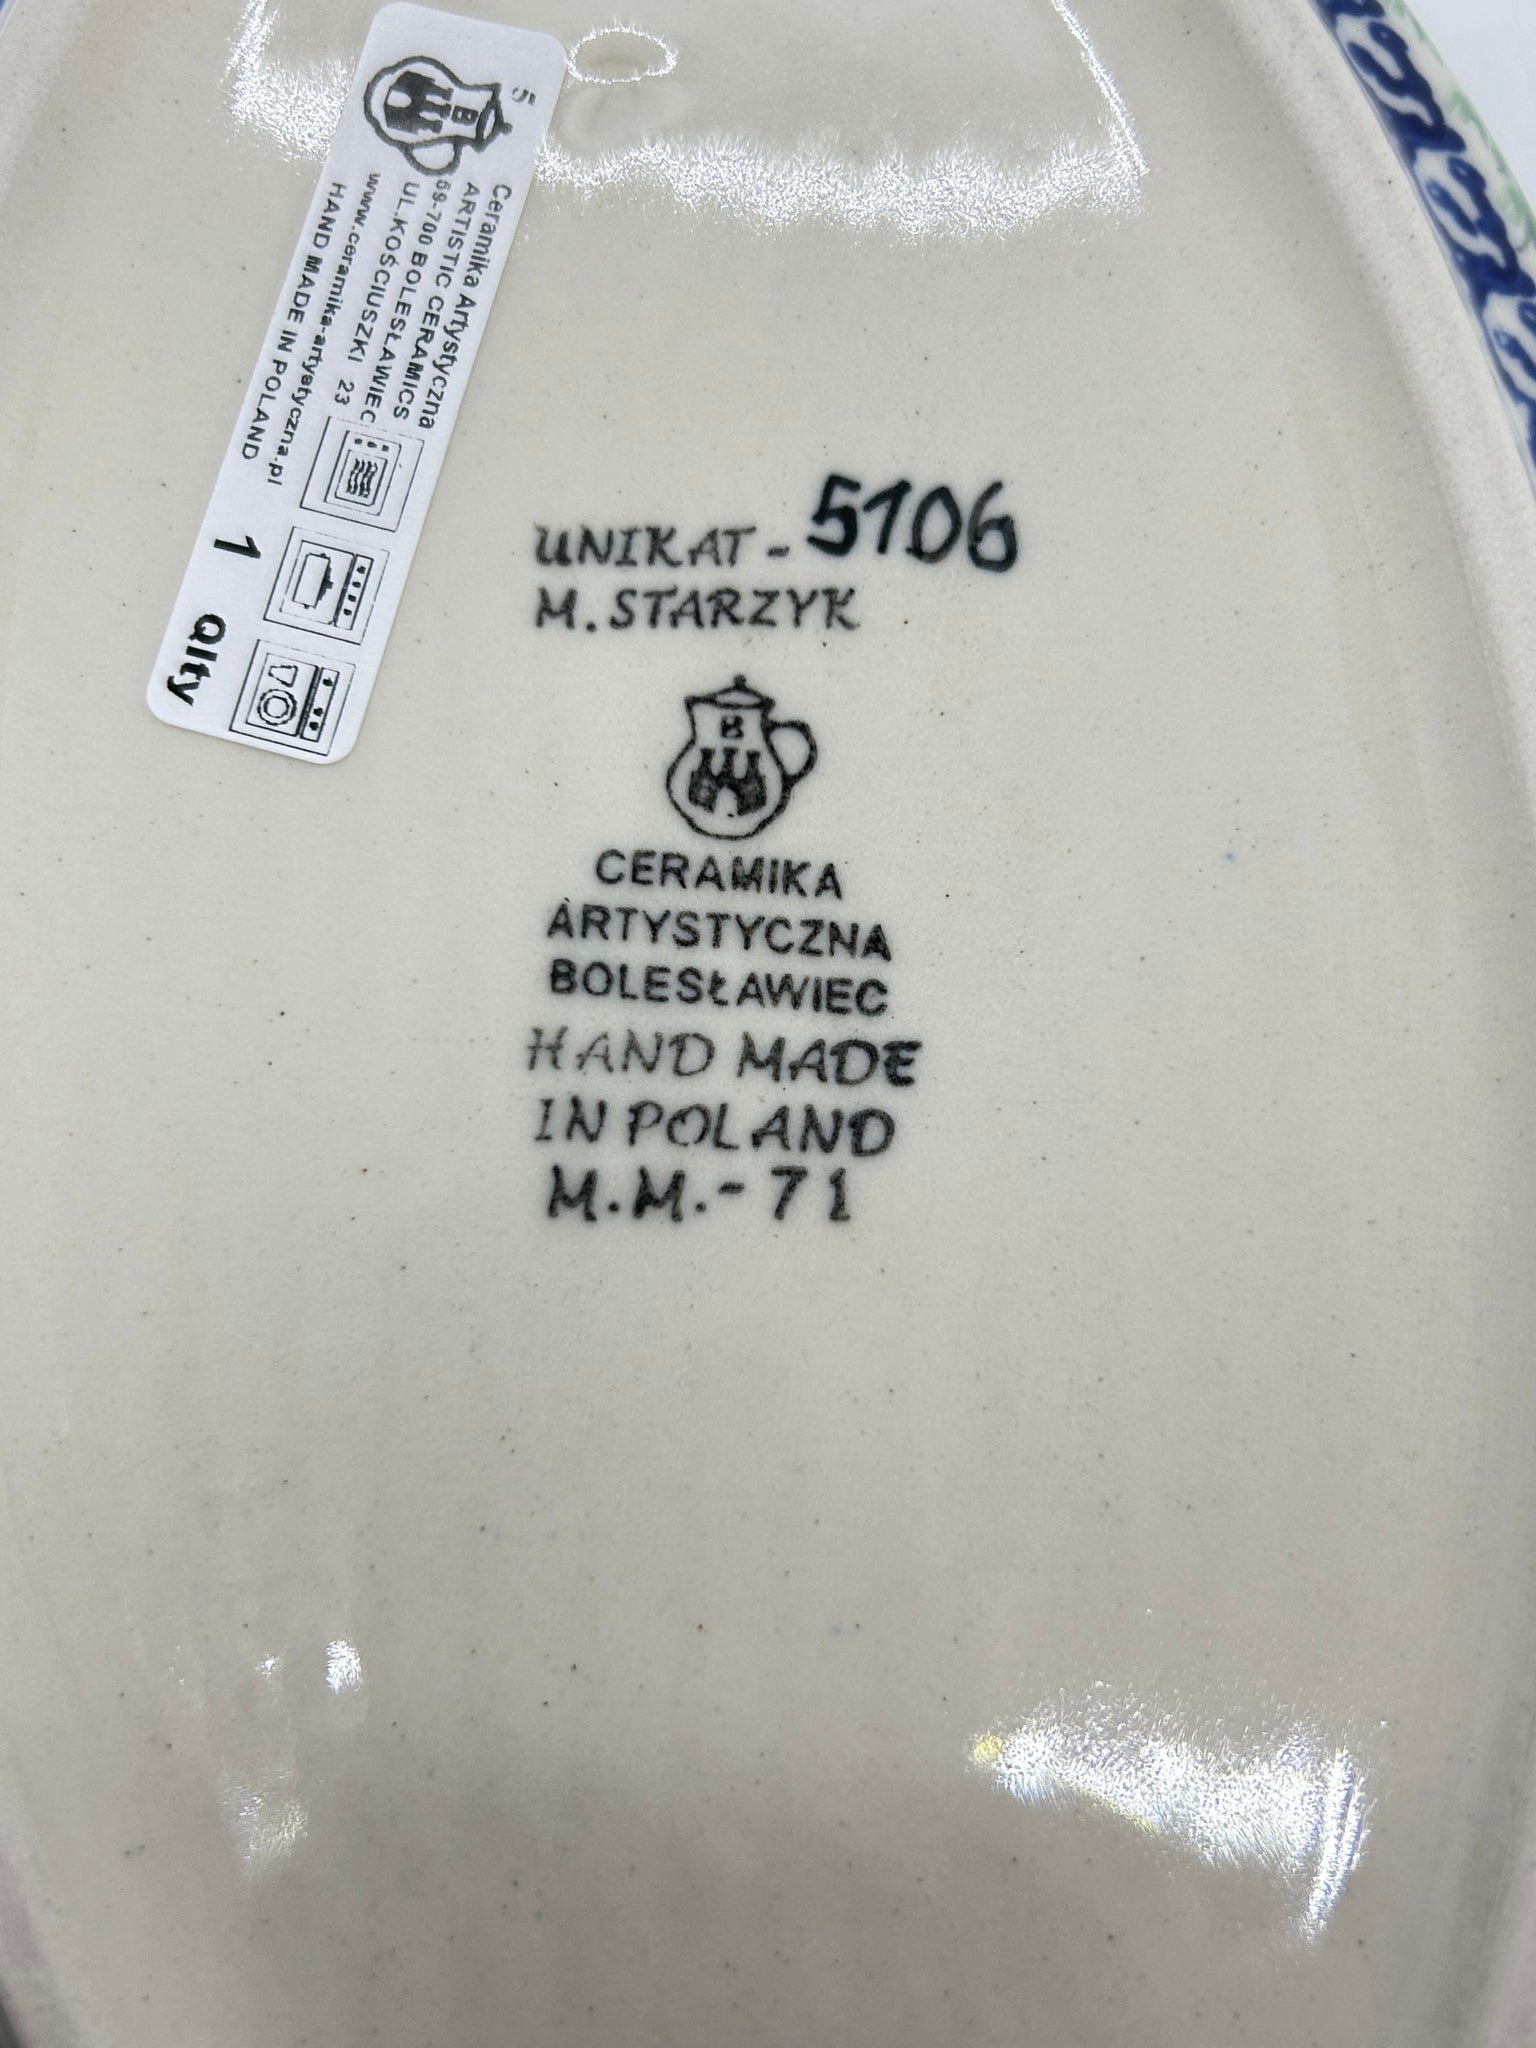 5
B
Ceramika Artystyczna
ARTISTIC CERAMICS
59-700 BOLESŁAWIEC
UL.KOŚCIUSZKI 23
www.ceramika-artystyczna.pl
HAND MADE IN POLAND
1 Qlty
UNIKAT - 5106
M. STARZYK
B
CERAMIKA
ARTYSTYCZNA
BOLESŁAWIEC
HAND MADE
IN POLAND
M.M.-71